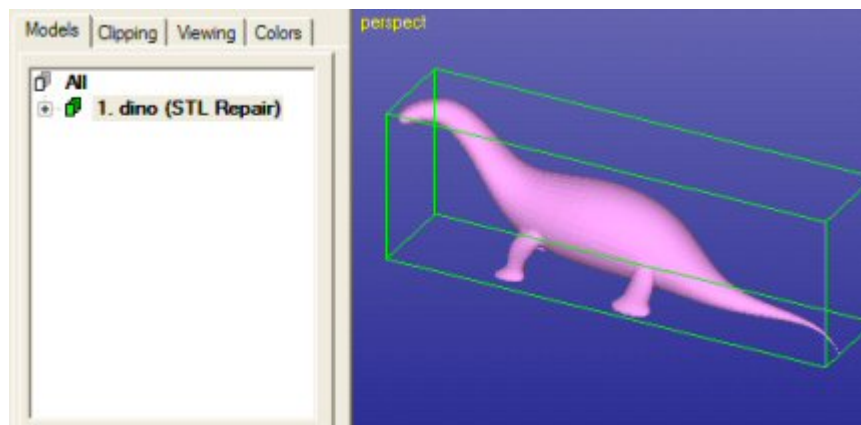 Models Clipping Viewing Colors
All
1. dino (STL Repair)
perspect